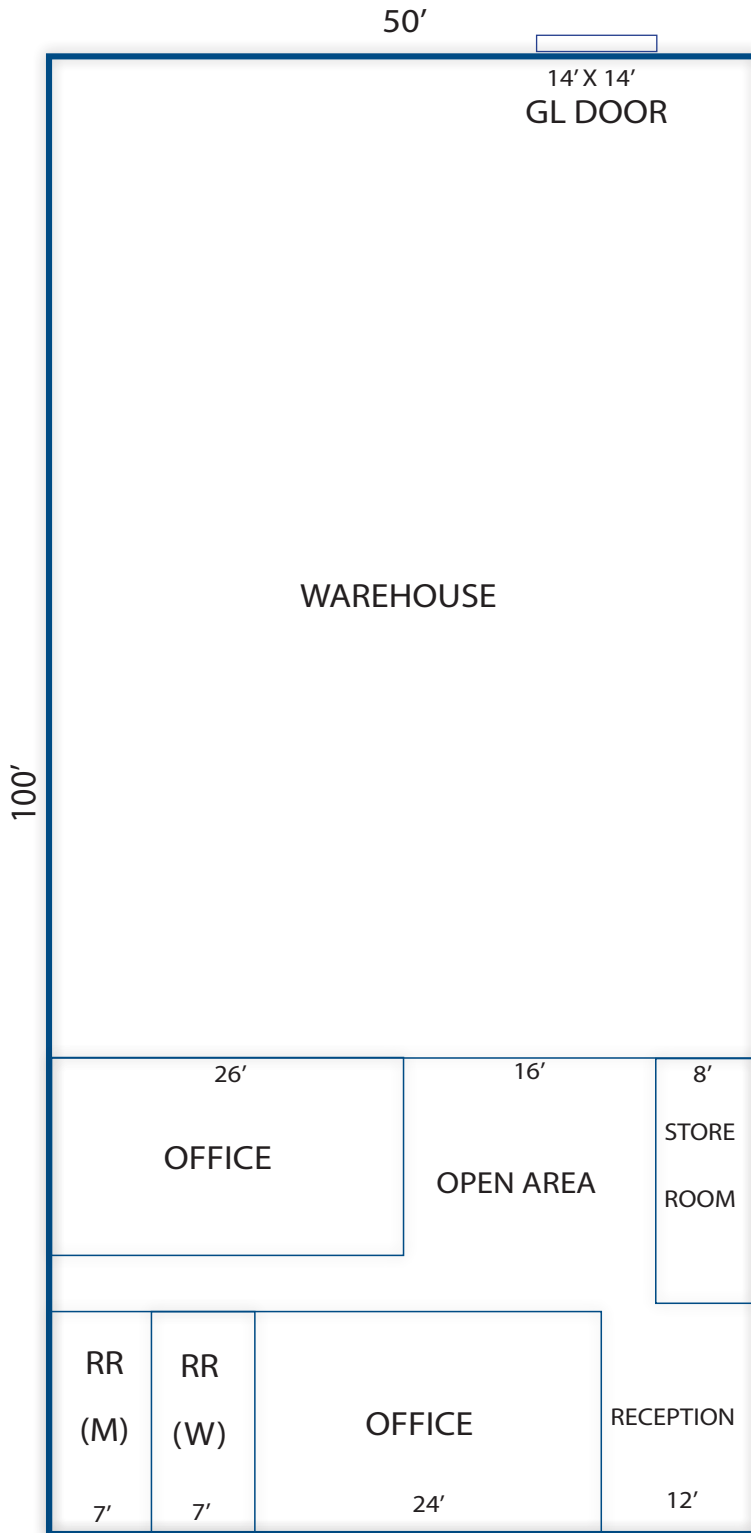 50’
14’ X 14’
GL DOOR
WAREHOUSE
100’
26’
16’
8’
OFFICE
OPEN AREA
STORE
ROOM
RR
(M)
RR
(W)
OFFICE
RECEPTION
7’
7’
24’
12’